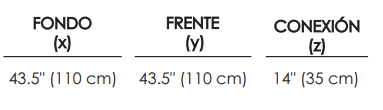 FONDO FRENTE CONEXIÓN
(x) (y) (z)
43.5" (110 cm) 43.5" (110 cm) 14" (35 cm)